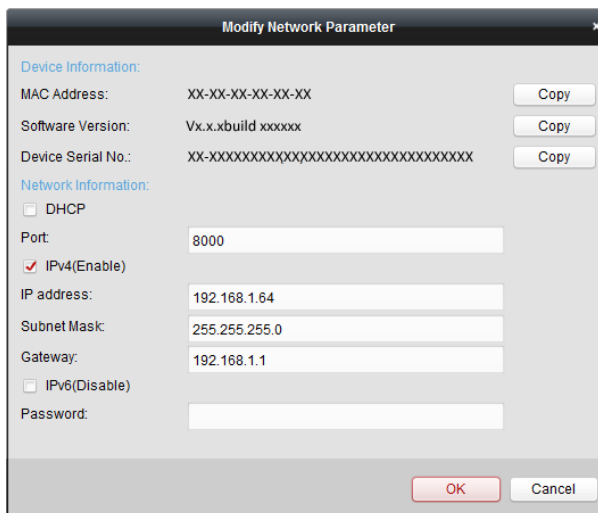 Modify Network Parameter ×
Device Information:
MAC Address: XX-XX-XX-XX-XX-XX Copy
Software Version: Vx.x.xbuild xxxxxx Copy
Device Serial No.: XX-XXXXXXXXXXXXXXXXXXXXXXXXXXXXXXXX Copy
Network Information:
DHCP
Port: 8000
IPv4(Enable)
IP address: 192.168.1.64
Subnet Mask: 255.255.255.0
Gateway: 192.168.1.1
IPv6(Disable)
Password:
OK Cancel